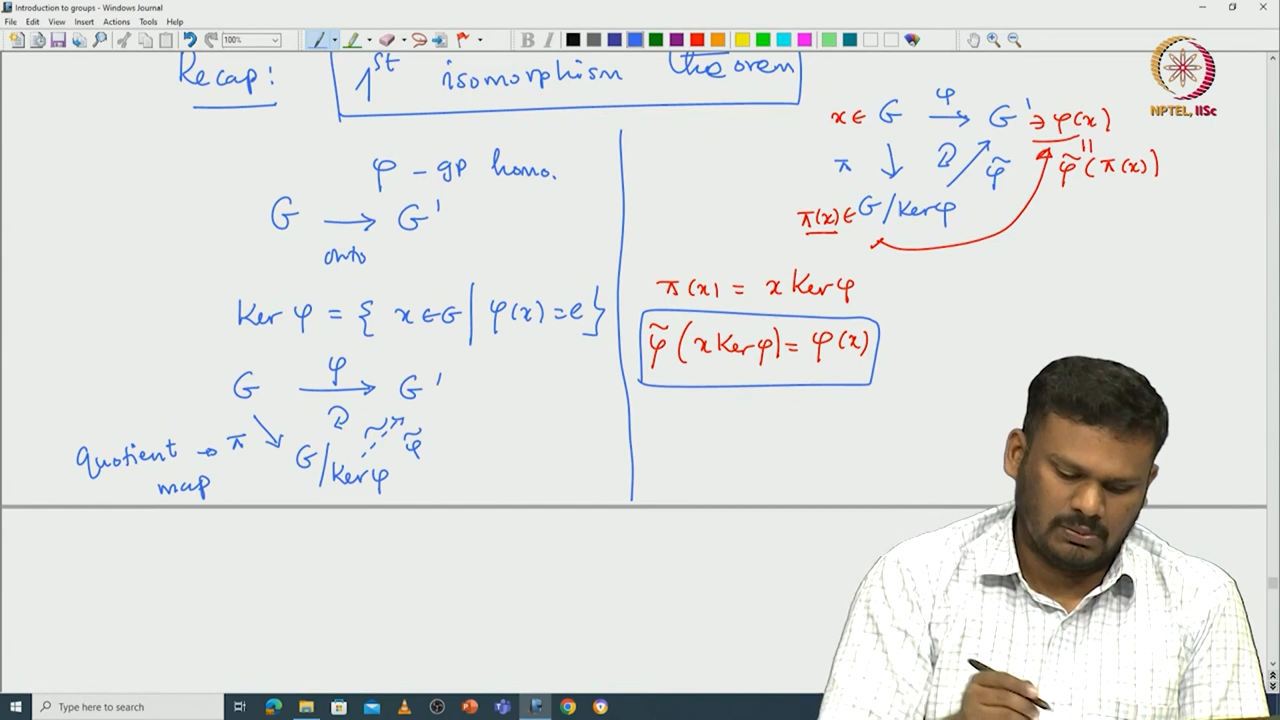 Introduction to groups - Windows Journal
File Edit View Insert Actions Tools Help
100% B I
Recap: 1st isomorphism theorem
NPTEL, IISc
φ - gp homo.
G → G'
onto
Ker φ = { x ∈ G | φ(x) = e }
G φ → G'
Quotient map → π
G/Ker φ
~ φ̃
x ∈ G φ → G' ∋ φ(x)
π φ̃ || φ̃(π(x))
π(x) ∈ G/Ker φ
π(x) = x Ker φ
φ̃(x Ker φ) = φ(x)
Type here to search